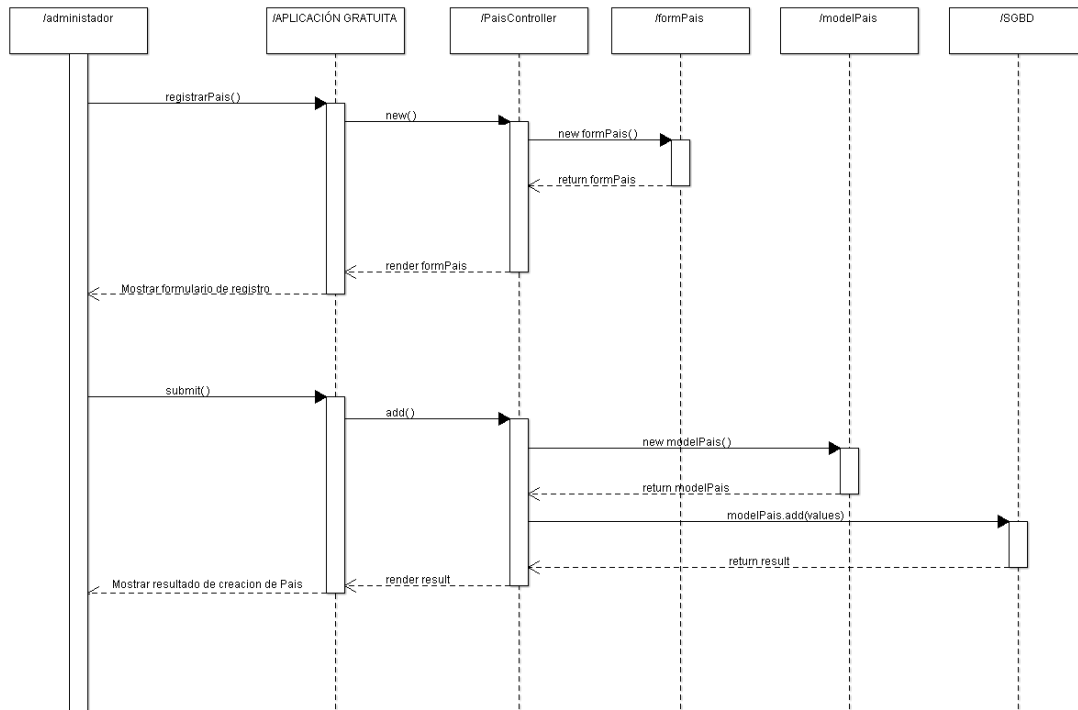 /administador
/APLICACIÓN GRATUITA
/PaisController
/formPais
/modelPais
/SGBD
registrarPais()
new()
new formPais()
return formPais
render formPais
Mostrar formulario de registro
submit()
add()
new modelPais()
return modelPais
modelPais.add(values)
return result
render result
Mostrar resultado de creacion de Pais